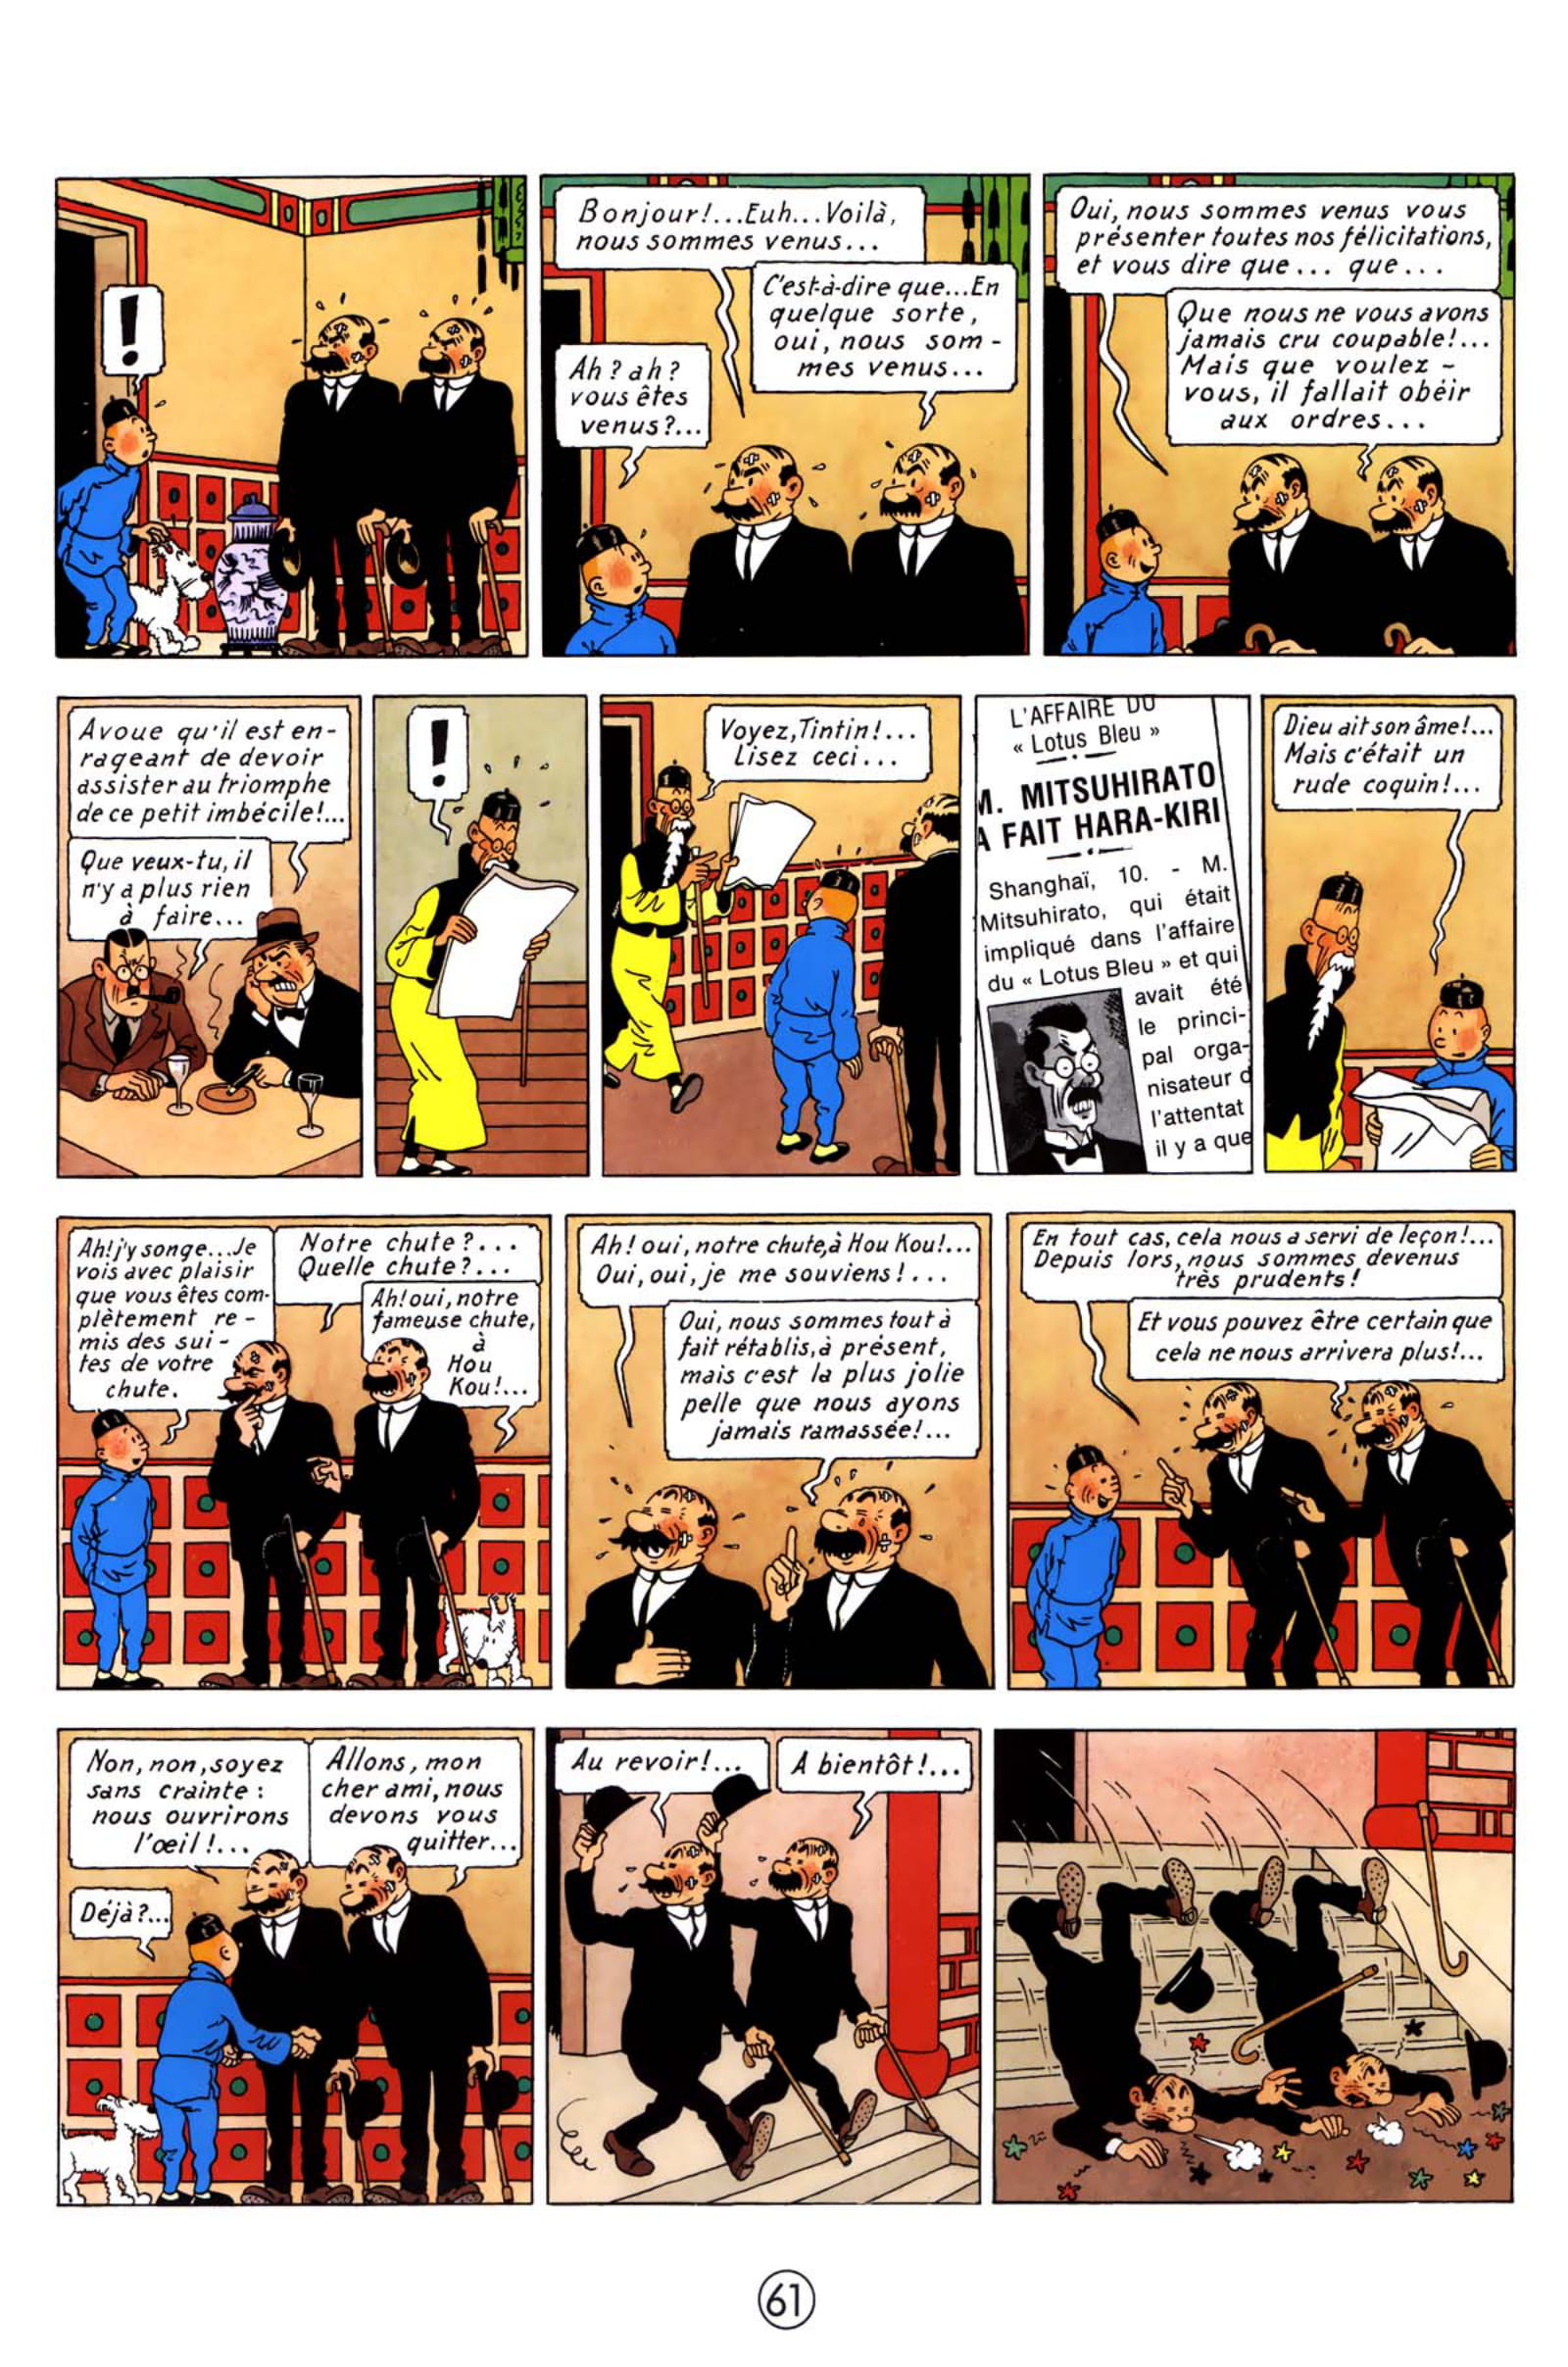 !
Bonjour!...Euh...Voilà,
nous sommes venus...
C'est-à-dire que...En
quelque sorte,
oui, nous som-
mes venus...
Ah? ah?
vous êtes
venus?...
Oui, nous sommes venus vous
présenter toutes nos félicitations,
et vous dire que... que...
Que nous ne vous avons
jamais cru coupable!...
Mais que voulez-
vous, il fallait obéir
aux ordres...
Avoue qu'il est en-
rageant de devoir
assister au triomphe
de ce petit imbécile!...
Que veux-tu, il
n'y a plus rien
à faire...
!
Voyez, Tintin!...
Lisez ceci...
L'AFFAIRE DU
« Lotus Bleu »
M. MITSUHIRATO
A FAIT HARA-KIRI
Shanghaï, 10. - M.
Mitsuhirato, qui était
impliqué dans l'affaire
du « Lotus Bleu » et qui
avait été
le princi-
pal orga-
nisateur d
l'attentat
il y a que
Dieu ait son âme!...
Mais c'était un
rude coquin!...
Ah! j'y songe...Je
vois avec plaisir
que vous êtes com-
plètement re-
mis des sui-
tes de votre
chute.
Notre chute?...
Quelle chute?...
Ah! oui, notre
fameuse chute,
à
Hou
Kou!...
Ah! oui, notre chute, à Hou Kou!...
Oui, oui, je me souviens!...
Oui, nous sommes tout à
fait rétablis, à présent,
mais c'est la plus jolie
pelle que nous ayons
jamais ramassée!...
En tout cas, cela nous a servi de leçon!...
Depuis lors, nous sommes devenus
très prudents!
Et vous pouvez être certain que
cela ne nous arrivera plus!...
Non, non, soyez
sans crainte:
nous ouvrirons
l'œil!...
Allons, mon
cher ami, nous
devons vous
quitter...
Déjà?...
Au revoir!...
A bientôt!...
61